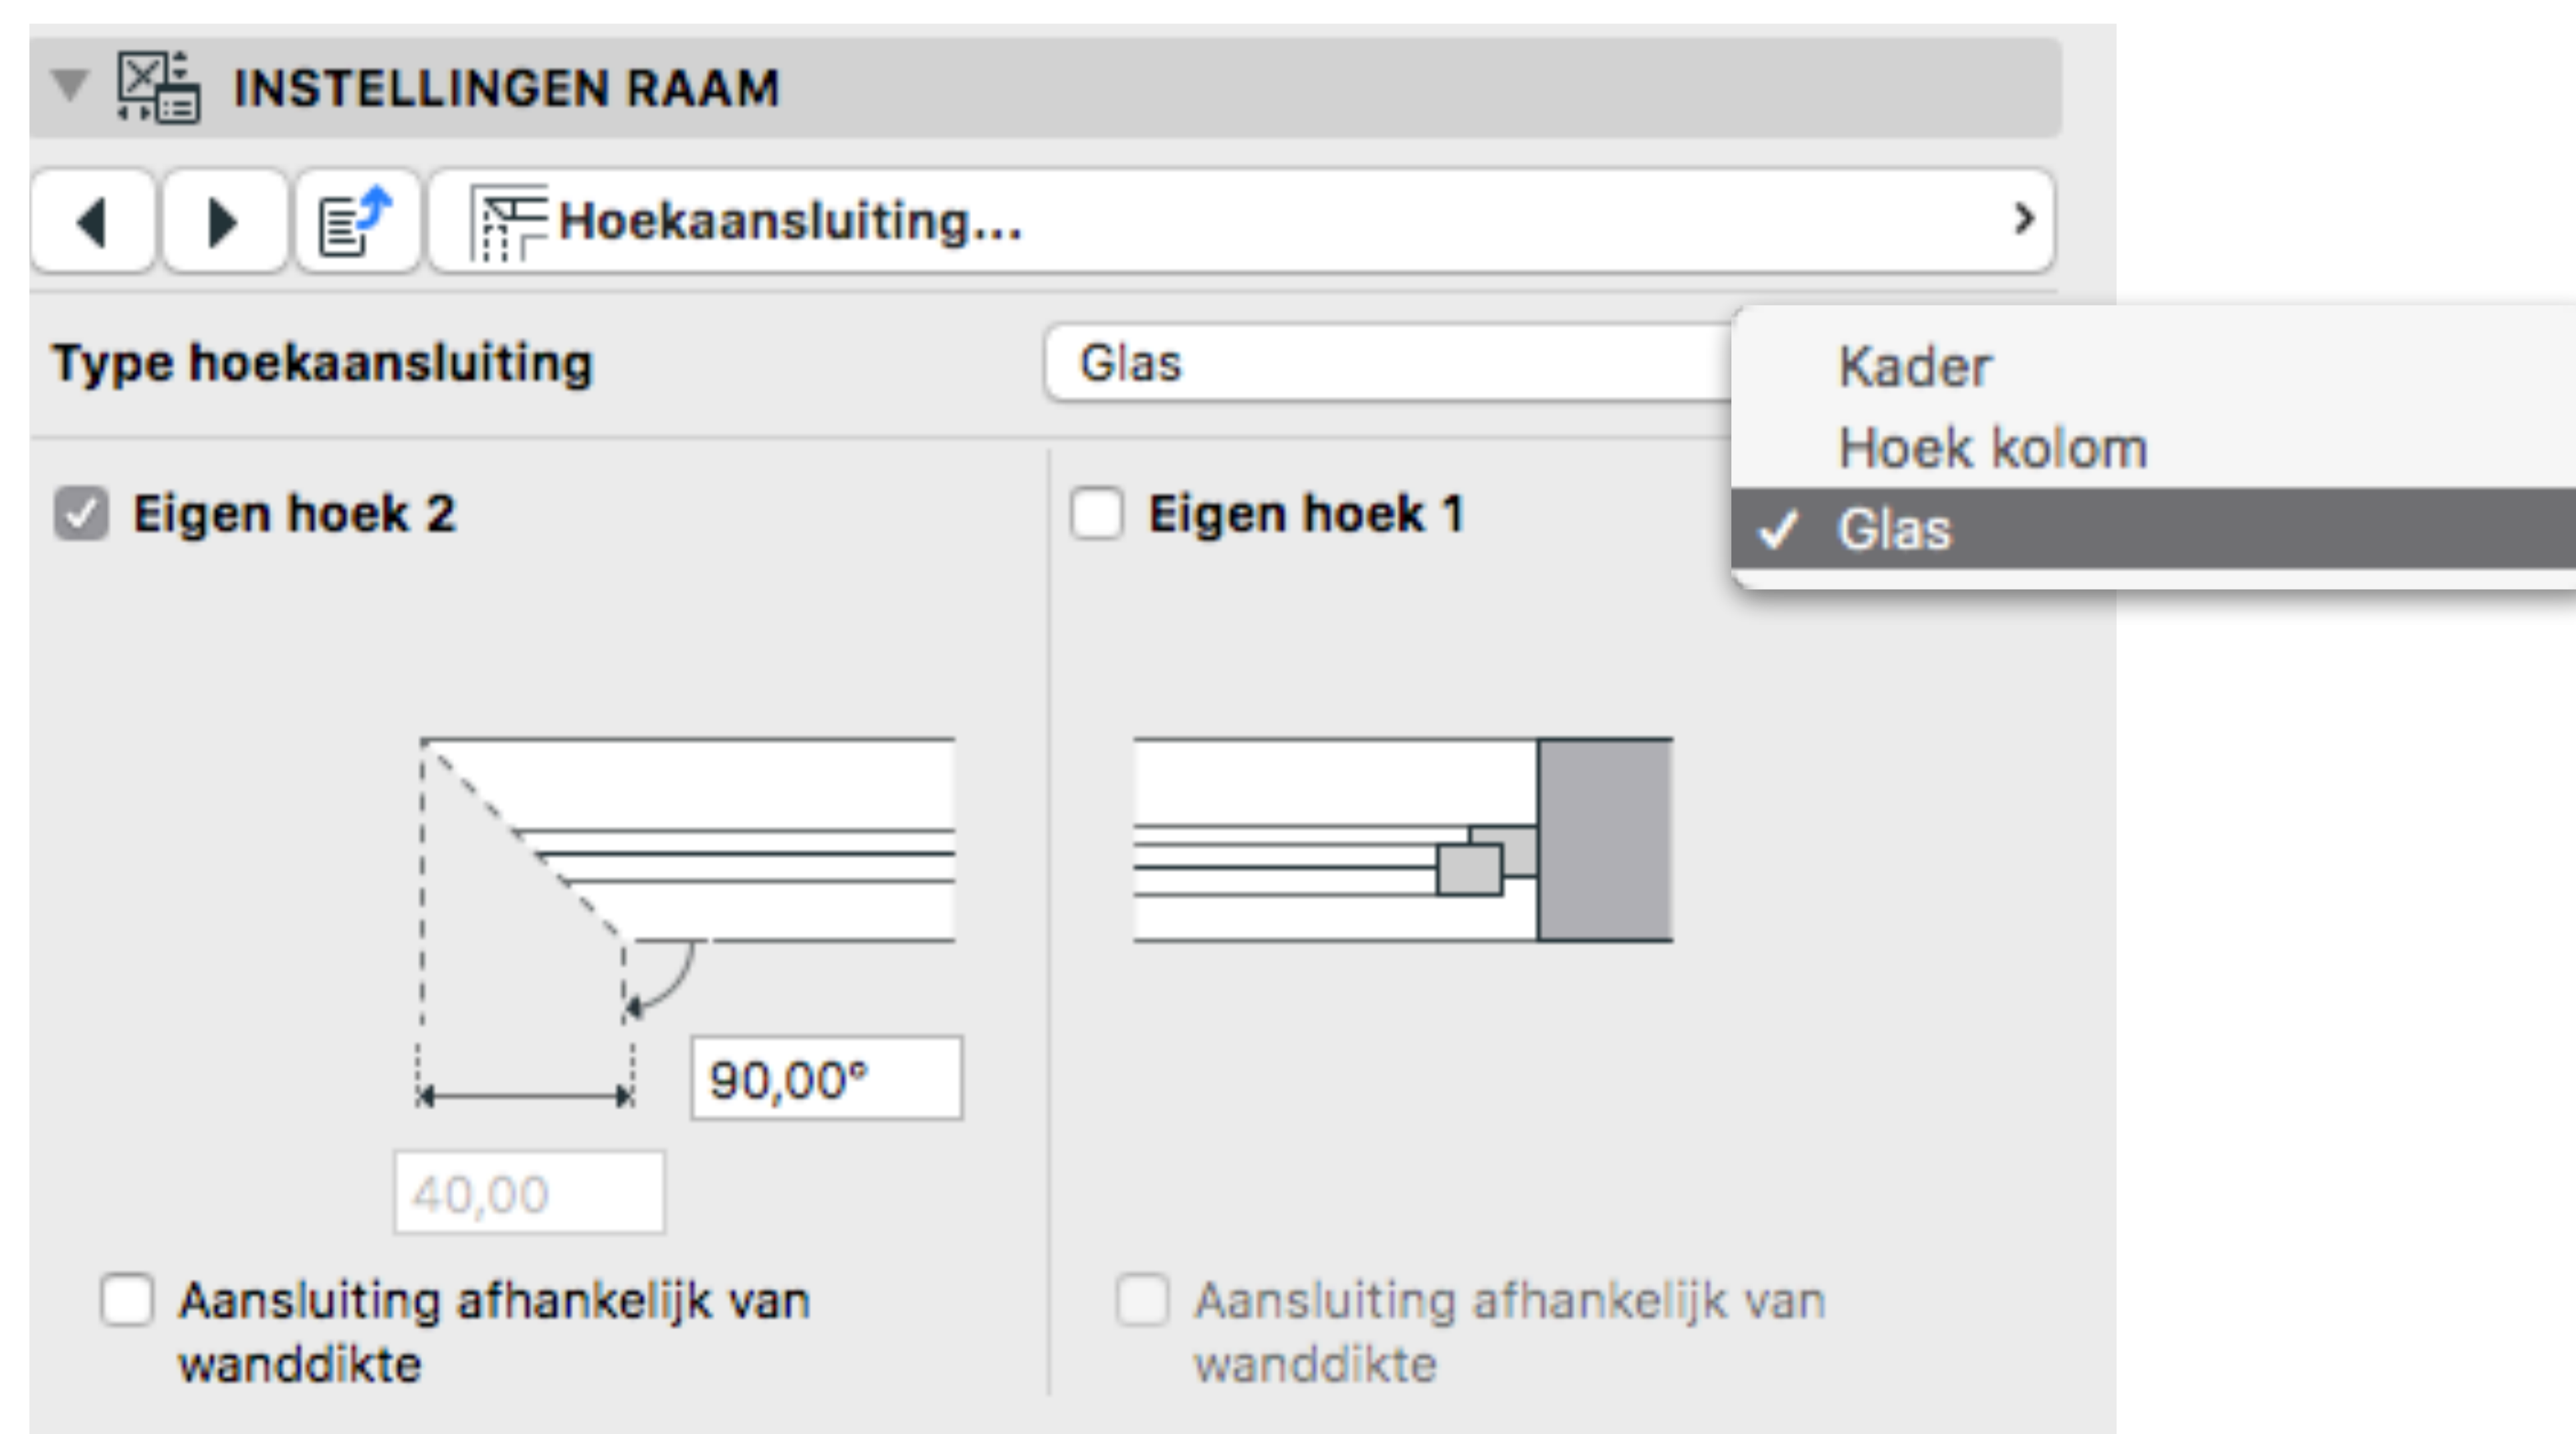 INSTELLINGEN RAAM
Hoekaansluiting...
Type hoekaansluiting
Glas
Kader
Hoek kolom
Glas
Eigen hoek 2
Eigen hoek 1
90,00°
40,00
Aansluiting afhankelijk van
wanddikte
Aansluiting afhankelijk van
wanddikte